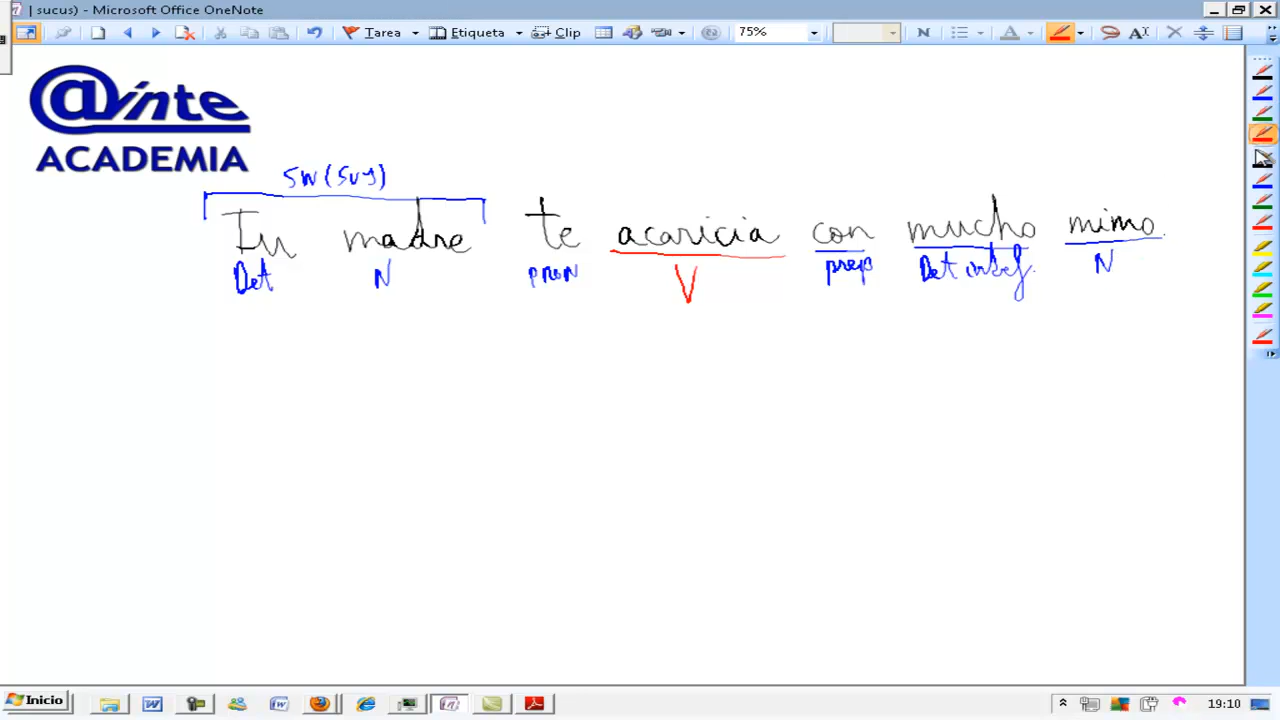 | sucus) - Microsoft Office OneNote
Tarea Etiqueta Clip 75% N A
@inte
ACADEMIA
SN (Suj)
Tu madre te acaricia con mucho mimo.
Det N pron V prep Det indef. N
Inicio 19:10